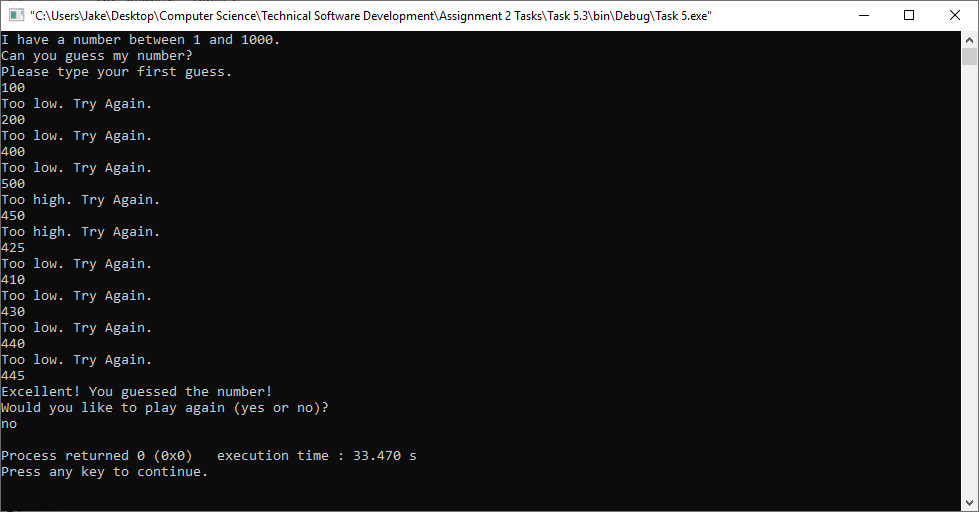 "C:\Users\Jake\Desktop\Computer Science\Technical Software Development\Assignment 2 Tasks\Task 5.3\bin\Debug\Task 5.exe"
I have a number between 1 and 1000.
Can you guess my number?
Please type your first guess.
100
Too low. Try Again.
200
Too low. Try Again.
400
Too low. Try Again.
500
Too high. Try Again.
450
Too high. Try Again.
425
Too low. Try Again.
410
Too low. Try Again.
430
Too low. Try Again.
440
Too low. Try Again.
445
Excellent! You guessed the number!
Would you like to play again (yes or no)?
no
Process returned 0 (0x0)   execution time : 33.470 s
Press any key to continue.